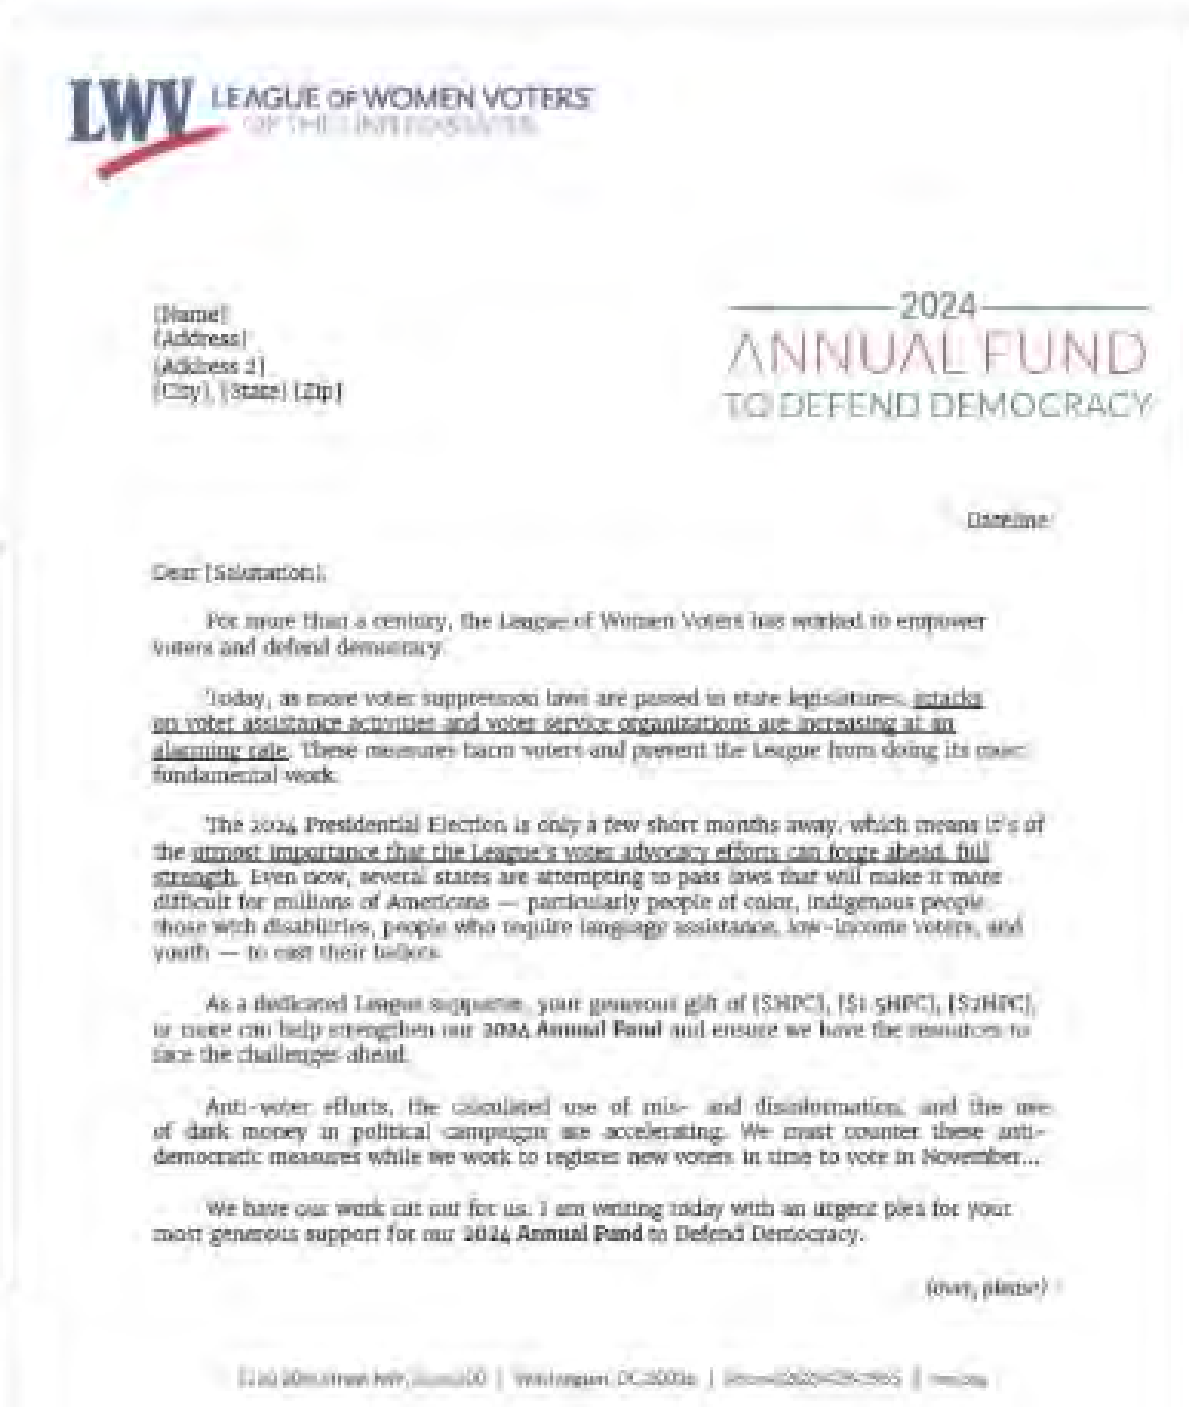 LWV LEAGUE OF WOMEN VOTERS
OF THE UNITED STATES
[Name]
[Address]
[Address 2]
[City], [State] [Zip]
2024
ANNUAL FUND
TO DEFEND DEMOCRACY
Dateline
Dear [Salutation],
For more than a century, the League of Women Voters has worked to empower
voters and defend democracy.
Today, as more voter suppression laws are passed in state legislatures, attacks
on voter assistance activities and voter service organizations are increasing at an
alarming rate. These measures harm voters and prevent the League from doing its most
fundamental work.
The 2024 Presidential Election is only a few short months away, which means it's of
the utmost importance that the League's voter advocacy efforts can forge ahead, full
strength. Even now, several states are attempting to pass laws that will make it more
difficult for millions of Americans — particularly people of color, indigenous people,
those with disabilities, people who require language assistance, low-income voters, and
youth — to cast their ballots.
As a dedicated League supporter, your generous gift of [$HPC], [$1.5HPC], [$2HPC],
or more can help strengthen our 2024 Annual Fund and ensure we have the resources to
face the challenges ahead.
Anti-voter efforts, the calculated use of mis- and disinformation, and the use
of dark money in political campaigns are accelerating. We must counter these anti-
democratic measures while we work to register new voters in time to vote in November...
We have our work cut out for us. I am writing today with an urgent plea for your
most generous support for our 2024 Annual Fund to Defend Democracy.
(over, please)
Street NW, | Washington, DC 20036 | |